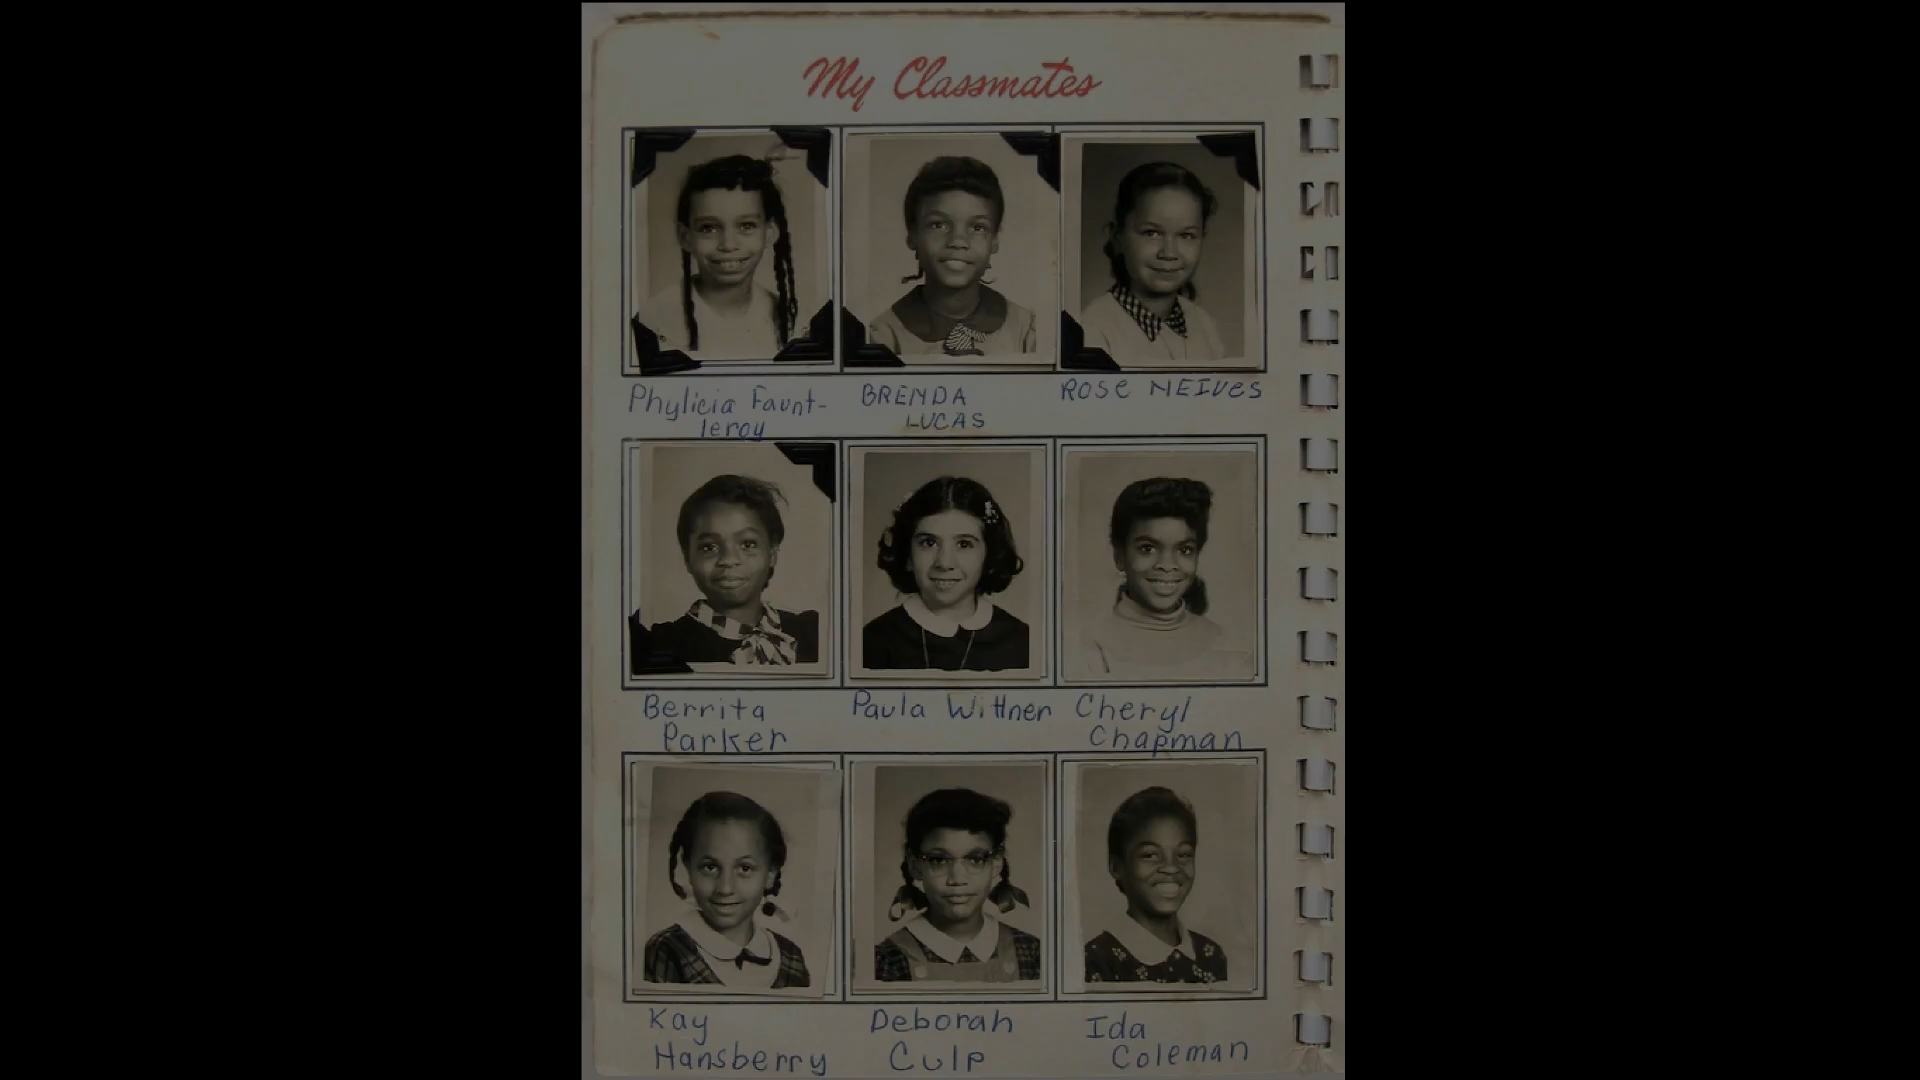 My Classmates
Phylicia Faunt-
leroy
BRENDA
LUCAS
ROSE NEIVES
Berrita
Parker
Paula Wittner
Cheryl
Chapman
Kay
Hansberry
Deborah
Culp
Ida
Coleman